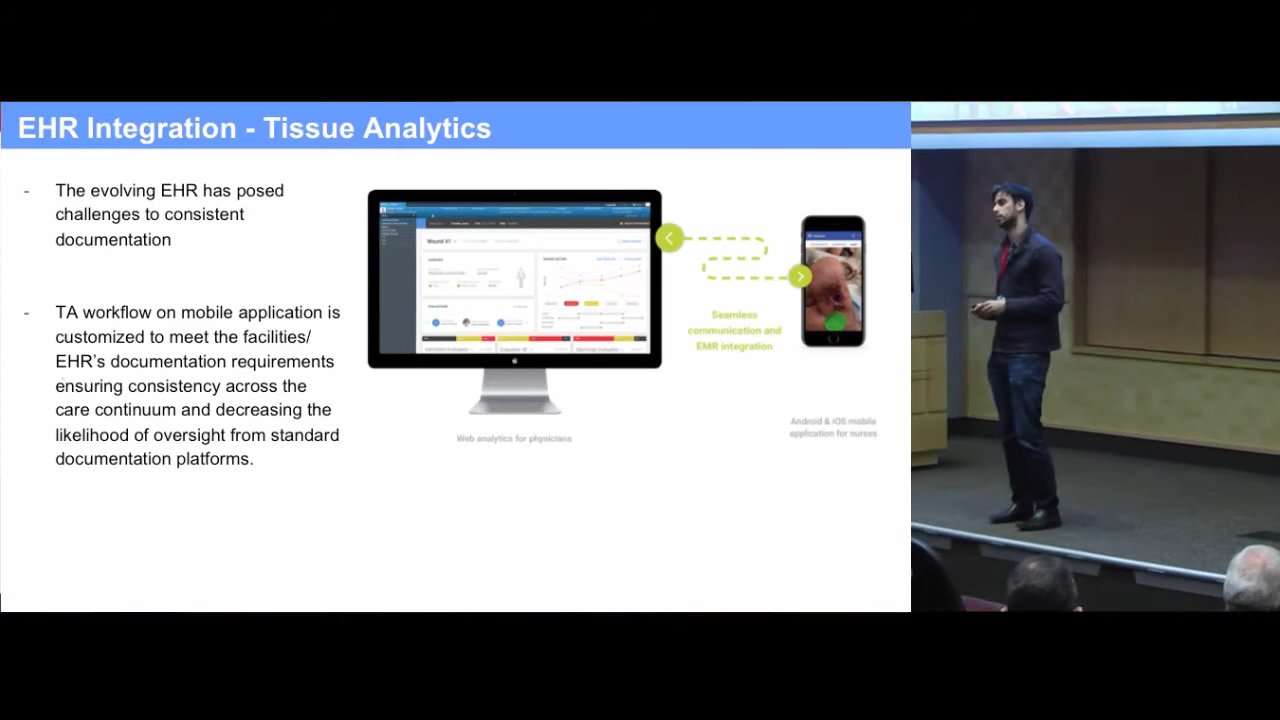 EHR Integration - Tissue Analytics
- The evolving EHR has posed
challenges to consistent
documentation
- TA workflow on mobile application is
customized to meet the facilities/
EHR's documentation requirements
ensuring consistency across the
care continuum and decreasing the
likelihood of oversight from standard
documentation platforms.
Wound #1
Seamless
communication and
EMR integration
Web analytics for physicians
Android & iOS mobile
application for nurses